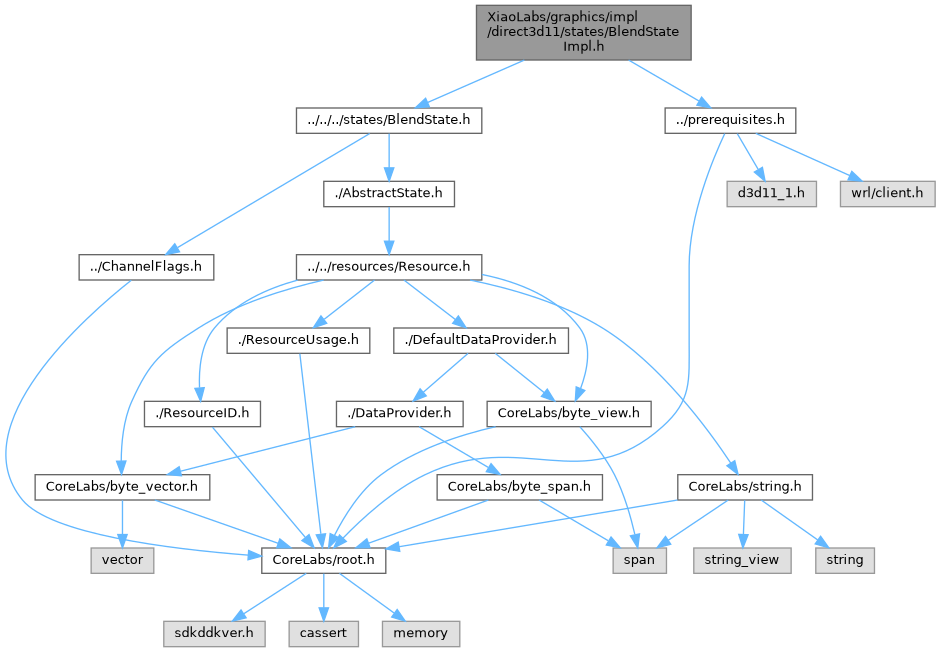 XiaoLabs/graphics/impl
/direct3d11/states/BlendState
Impl.h
../../../states/BlendState.h
../prerequisites.h
./AbstractState.h
d3d11_1.h
wrl/client.h
../ChannelFlags.h
../../resources/Resource.h
./ResourceUsage.h
./DefaultDataProvider.h
./ResourceID.h
./DataProvider.h
CoreLabs/byte_view.h
CoreLabs/byte_vector.h
CoreLabs/byte_span.h
CoreLabs/string.h
vector
CoreLabs/root.h
span
string_view
string
sdkddkver.h
cassert
memory